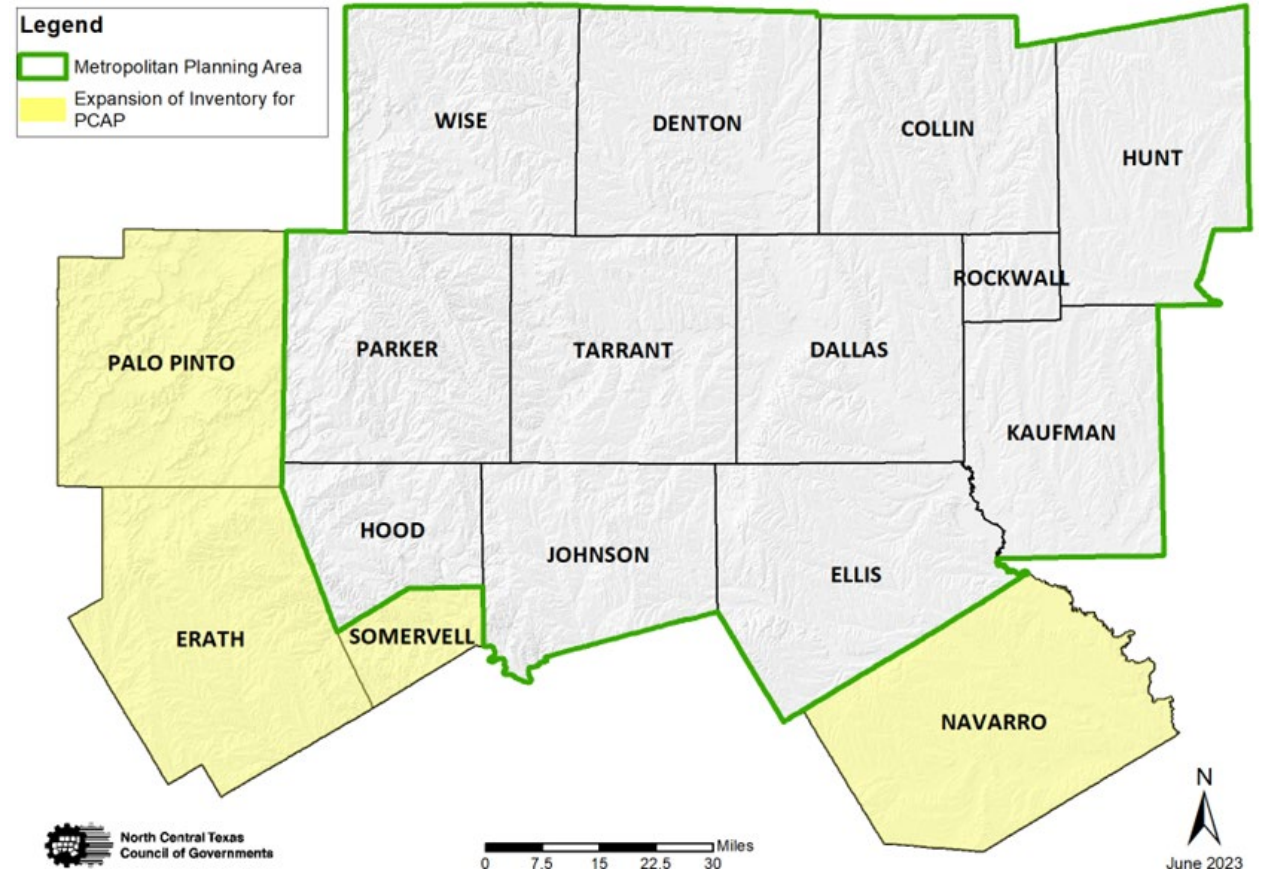 Legend
Metropolitan Planning Area
Expansion of Inventory for
PCAP
WISE
DENTON
COLLIN
HUNT
ROCKWALL
PALO PINTO
PARKER
TARRANT
DALLAS
KAUFMAN
HOOD
JOHNSON
ELLIS
ERATH
SOMERVELL
NAVARRO
N
North Central Texas
Council of Governments
Miles
0 7.5 15 22.5 30
June 2023